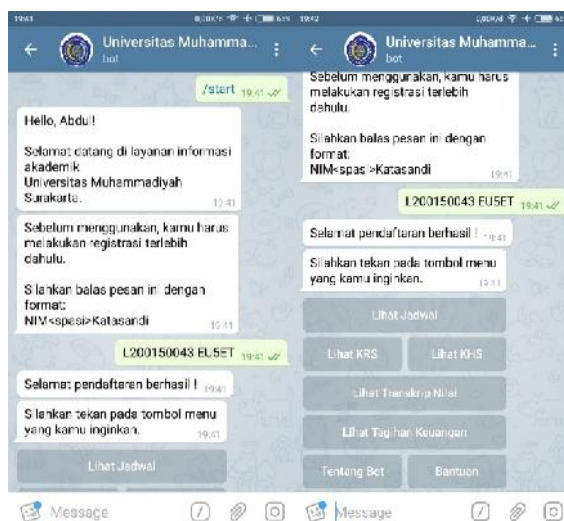 19:41
Universitas Muhamma...
bot
/start 19:41
Hello, Abdul!
Selamat datang di layanan informasi
akademik
Universitas Muhammadiyah
Surakarta. 19:41
Sebelum menggunakan, kamu harus
melakukan registrasi terlebih
dahulu.
Silahkan balas pesan ini dengan
format:
NIM<spasi>Katasandi 19:41
L200150043 EU5ET 19:41
Selamat pendaftaran berhasil ! 19:41
Silahkan tekan pada tombol menu
yang kamu inginkan. 19:41
Lihat Jadwal
Message
19:42
Universitas Muhamma...
bot
Sebelum menggunakan, kamu harus
melakukan registrasi terlebih
dahulu.
Silahkan balas pesan ini dengan
format:
NIM<spasi>Katasandi 19:41
L200150043 EU5ET 19:41
Selamat pendaftaran berhasil ! 19:41
Silahkan tekan pada tombol menu
yang kamu inginkan. 19:41
Lihat Jadwal
Lihat KRS Lihat KHS
Lihat Transkrip Nilai
Lihat Tagihan Keuangan
Tentang Bot Bantuan
Message